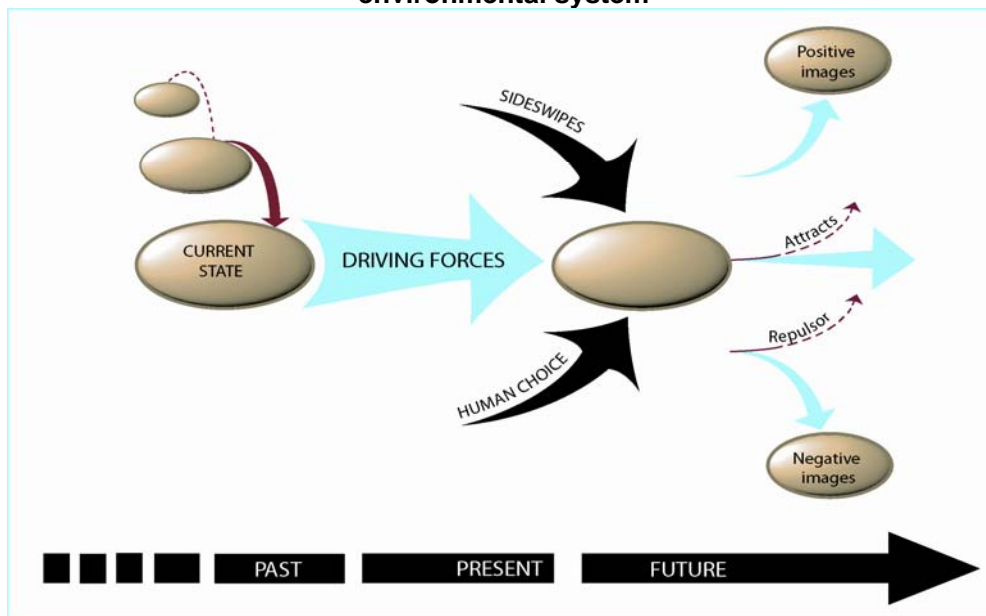 environmental system
Positive
images
SIDESWIPES
CURRENT
STATE
DRIVING FORCES
Attracts
Repulsor
HUMAN CHOICE
Negative
images
PAST
PRESENT
FUTURE